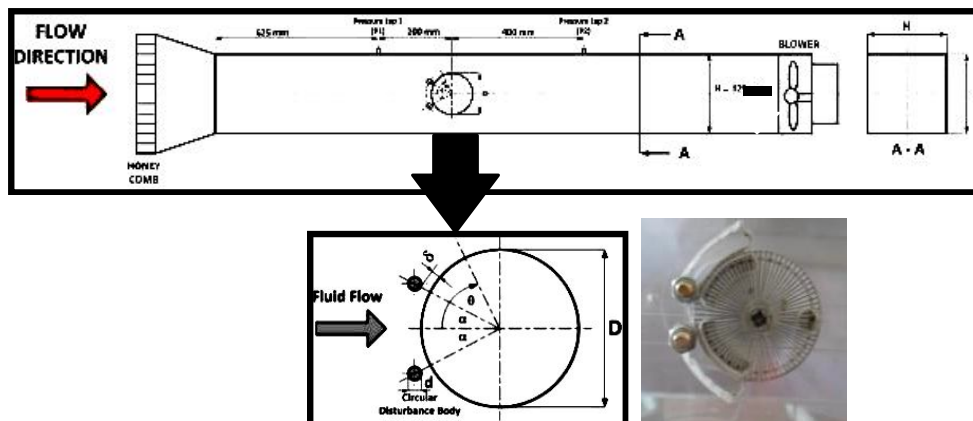 FLOW
DIRECTION
Pressure tap 1
(P1)
Pressure tap 2
(P2)
625 mm
200 mm
400 mm
A
BLOWER
H
A
A - A
HONEY
COMB
Fluid Flow
δ
θ
α
α
D
d
Circular
Disturbance Body